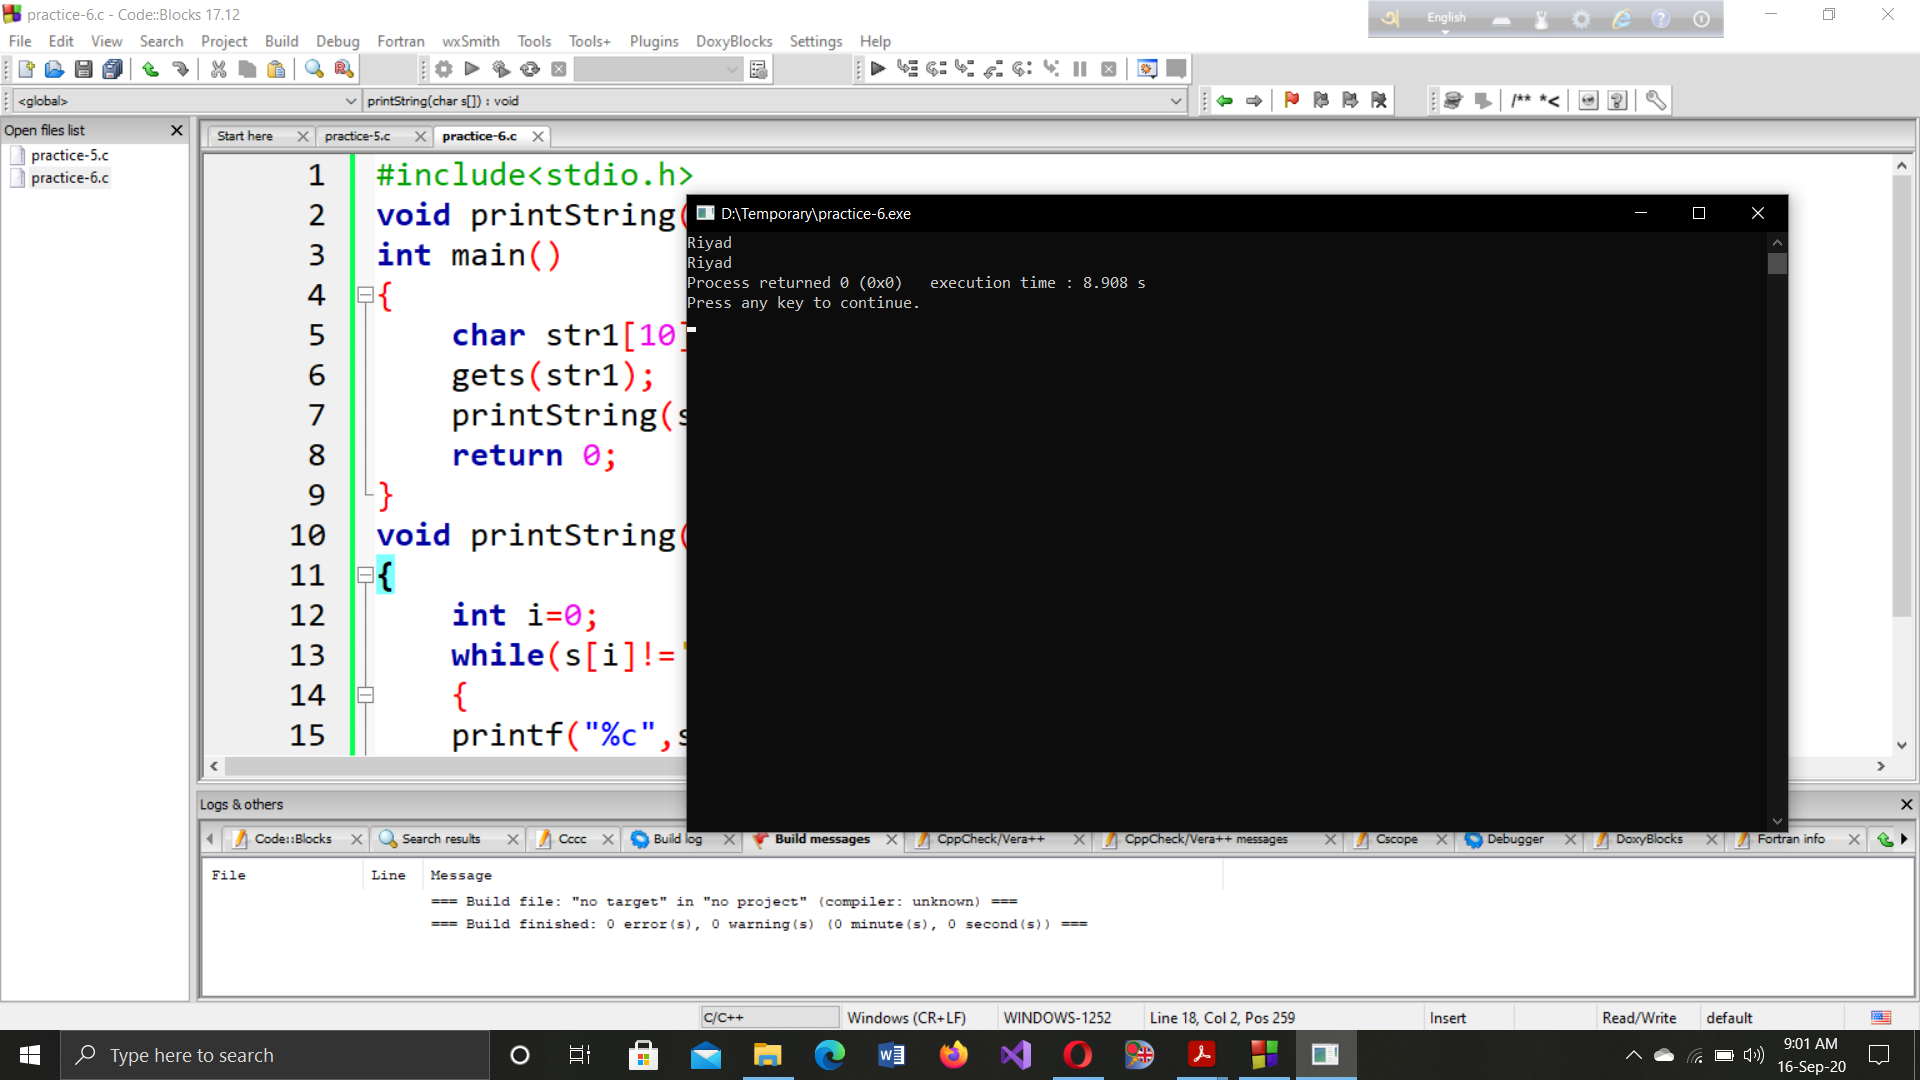 practice-6.c - Code::Blocks 17.12
English
File Edit View Search Project Build Debug Fortran wxSmith Tools Tools+ Plugins DoxyBlocks Settings Help
<global>
printString(char s[]) : void
/** *<
Open files list
practice-5.c
practice-6.c
Start here practice-5.c practice-6.c
1 #include<stdio.h>
2 void printString(
3 int main()
4 {
5 char str1[10]
6 gets(str1);
7 printString(s
8 return 0;
9 }
10 void printString(
11 {
12 int i=0;
13 while(s[i]!='
14 {
15 printf("%c",s
D:\Temporary\practice-6.exe
Riyad
Riyad
Process returned 0 (0x0)   execution time : 8.908 s
Press any key to continue.
Logs & others
Code::Blocks Search results Cccc Build log Build messages CppCheck/Vera++ CppCheck/Vera++ messages Cscope Debugger DoxyBlocks Fortran info
File Line Message
=== Build file: "no target" in "no project" (compiler: unknown) ===
=== Build finished: 0 error(s), 0 warning(s) (0 minute(s), 0 second(s)) ===
C/C++ Windows (CR+LF) WINDOWS-1252 Line 18, Col 2, Pos 259 Insert Read/Write default
Type here to search
9:01 AM
16-Sep-20